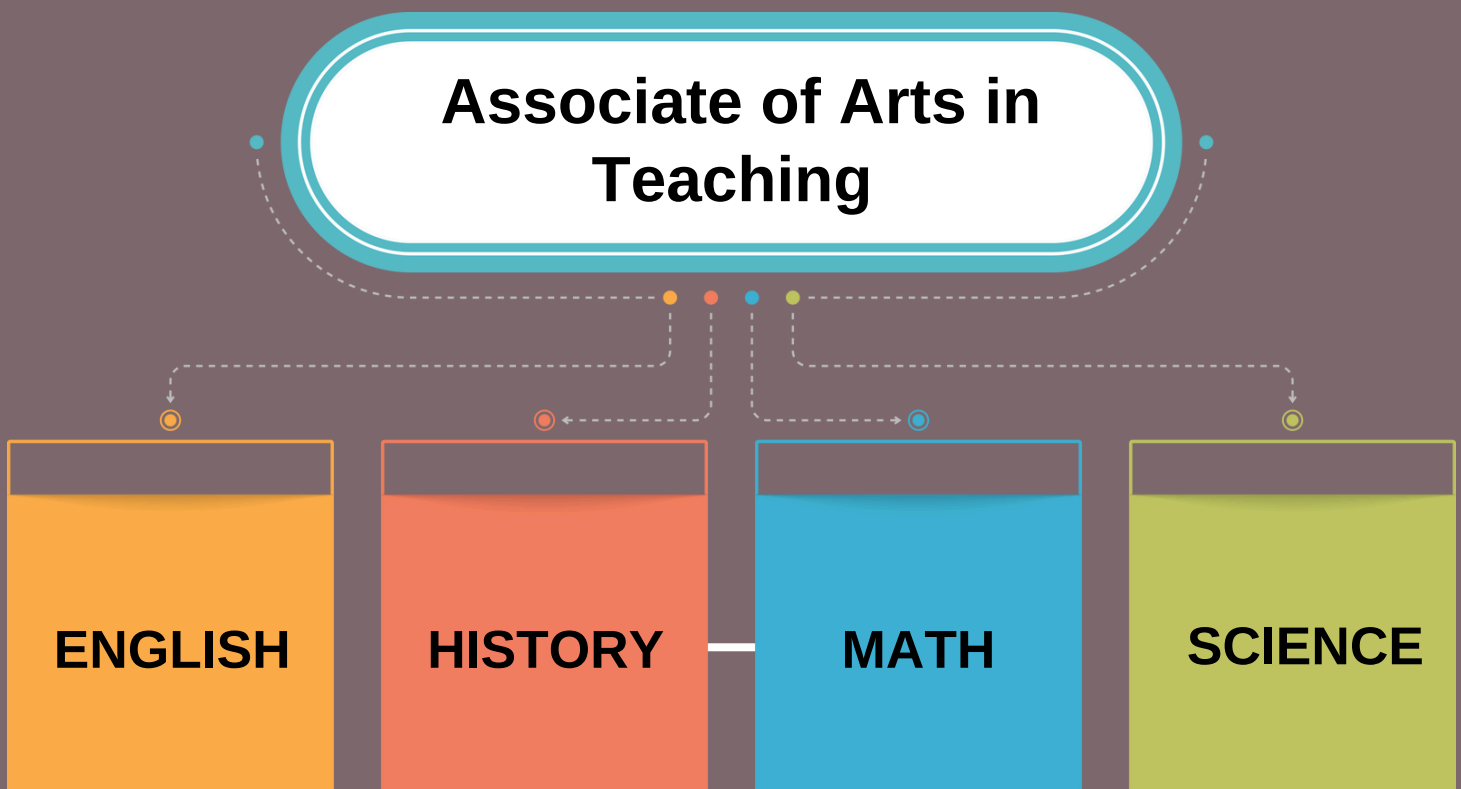 Associate of Arts in
Teaching
ENGLISH
HISTORY
MATH
SCIENCE